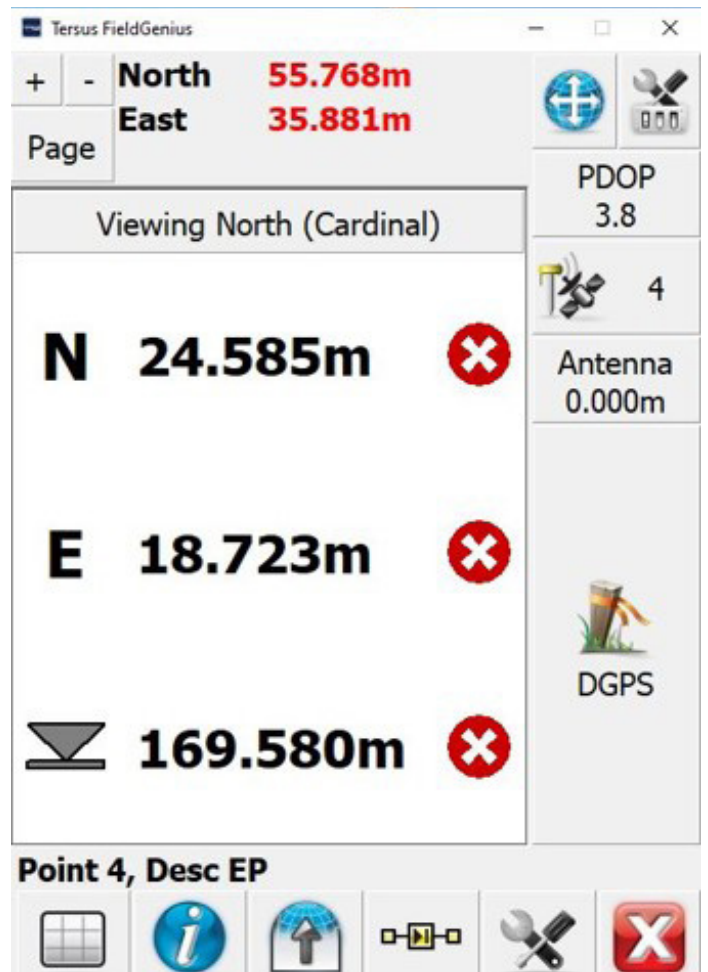 Tersus FieldGenius
+ - North 55.768m
East 35.881m
Page
PDOP
3.8
Viewing North (Cardinal)
4
N 24.585m
Antenna
0.000m
E 18.723m
DGPS
169.580m
Point 4, Desc EP